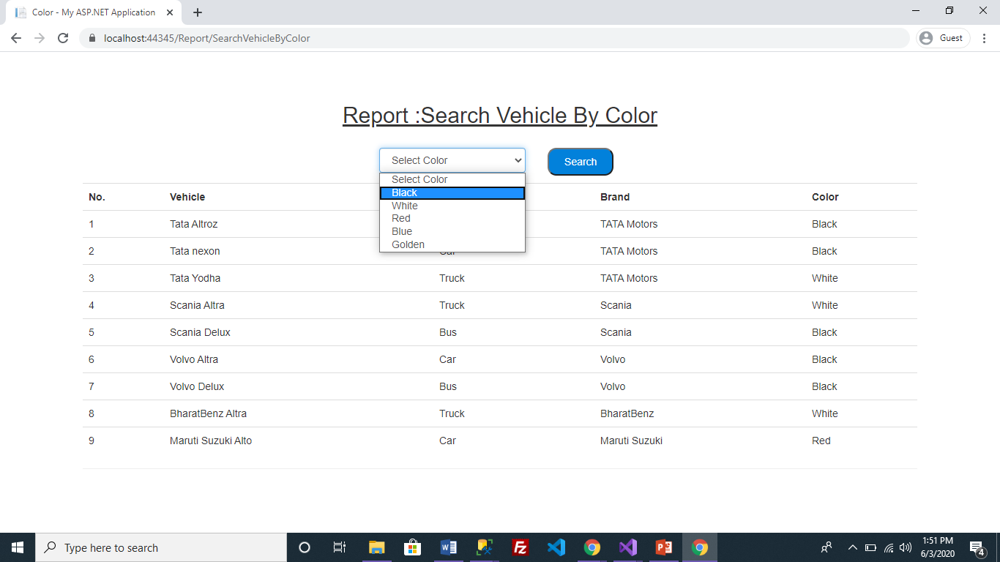 Color - My ASP.NET Application
localhost:44345/Report/SearchVehicleByColor
Guest
Report :Search Vehicle By Color
Select Color
Search
Select Color
Black
White
Red
Blue
Golden
No. Vehicle Brand Color
1 Tata Altroz TATA Motors Black
2 Tata nexon Car TATA Motors Black
3 Tata Yodha Truck TATA Motors White
4 Scania Altra Truck Scania White
5 Scania Delux Bus Scania Black
6 Volvo Altra Car Volvo Black
7 Volvo Delux Bus Volvo Black
8 BharatBenz Altra Truck BharatBenz White
9 Maruti Suzuki Alto Car Maruti Suzuki Red
Type here to search
1:51 PM
6/3/2020
4